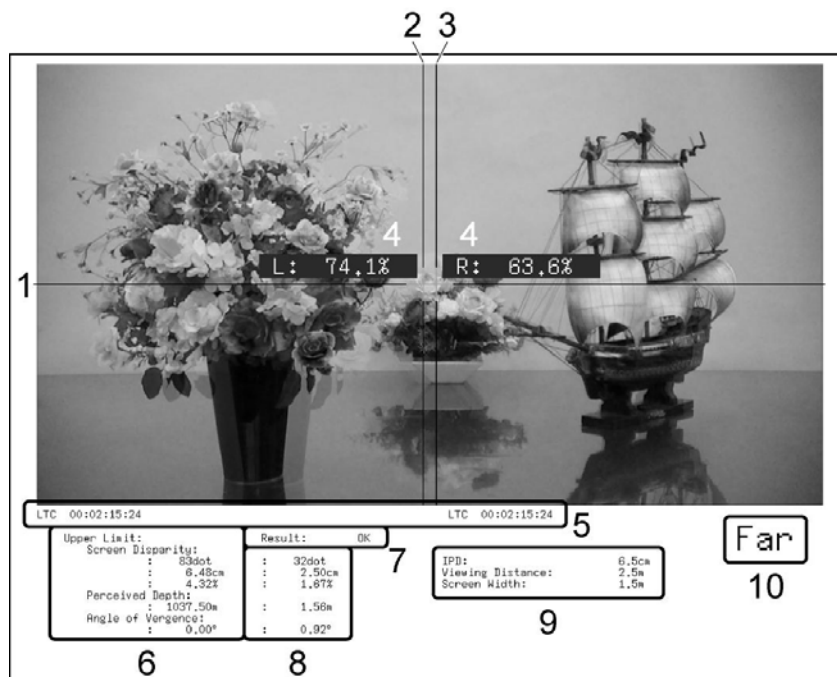 2 3
4 4
L: 74.1% R: 63.6%
1
LTC 00:02:15:24 LTC 00:02:15:24
5
Upper Limit: Result: OK
7
Screen Disparity:
: 83dot : 32dot
: 6.48cm : 2.50cm
: 4.32% : 1.67%
Perceived Depth:
: 1037.50m : 1.56m
Angle of Vergence:
: 0.00° : 0.92°
6 8
IPD: 6.5cm
Viewing Distance: 2.5m
Screen Width: 1.5m
9
Far
10